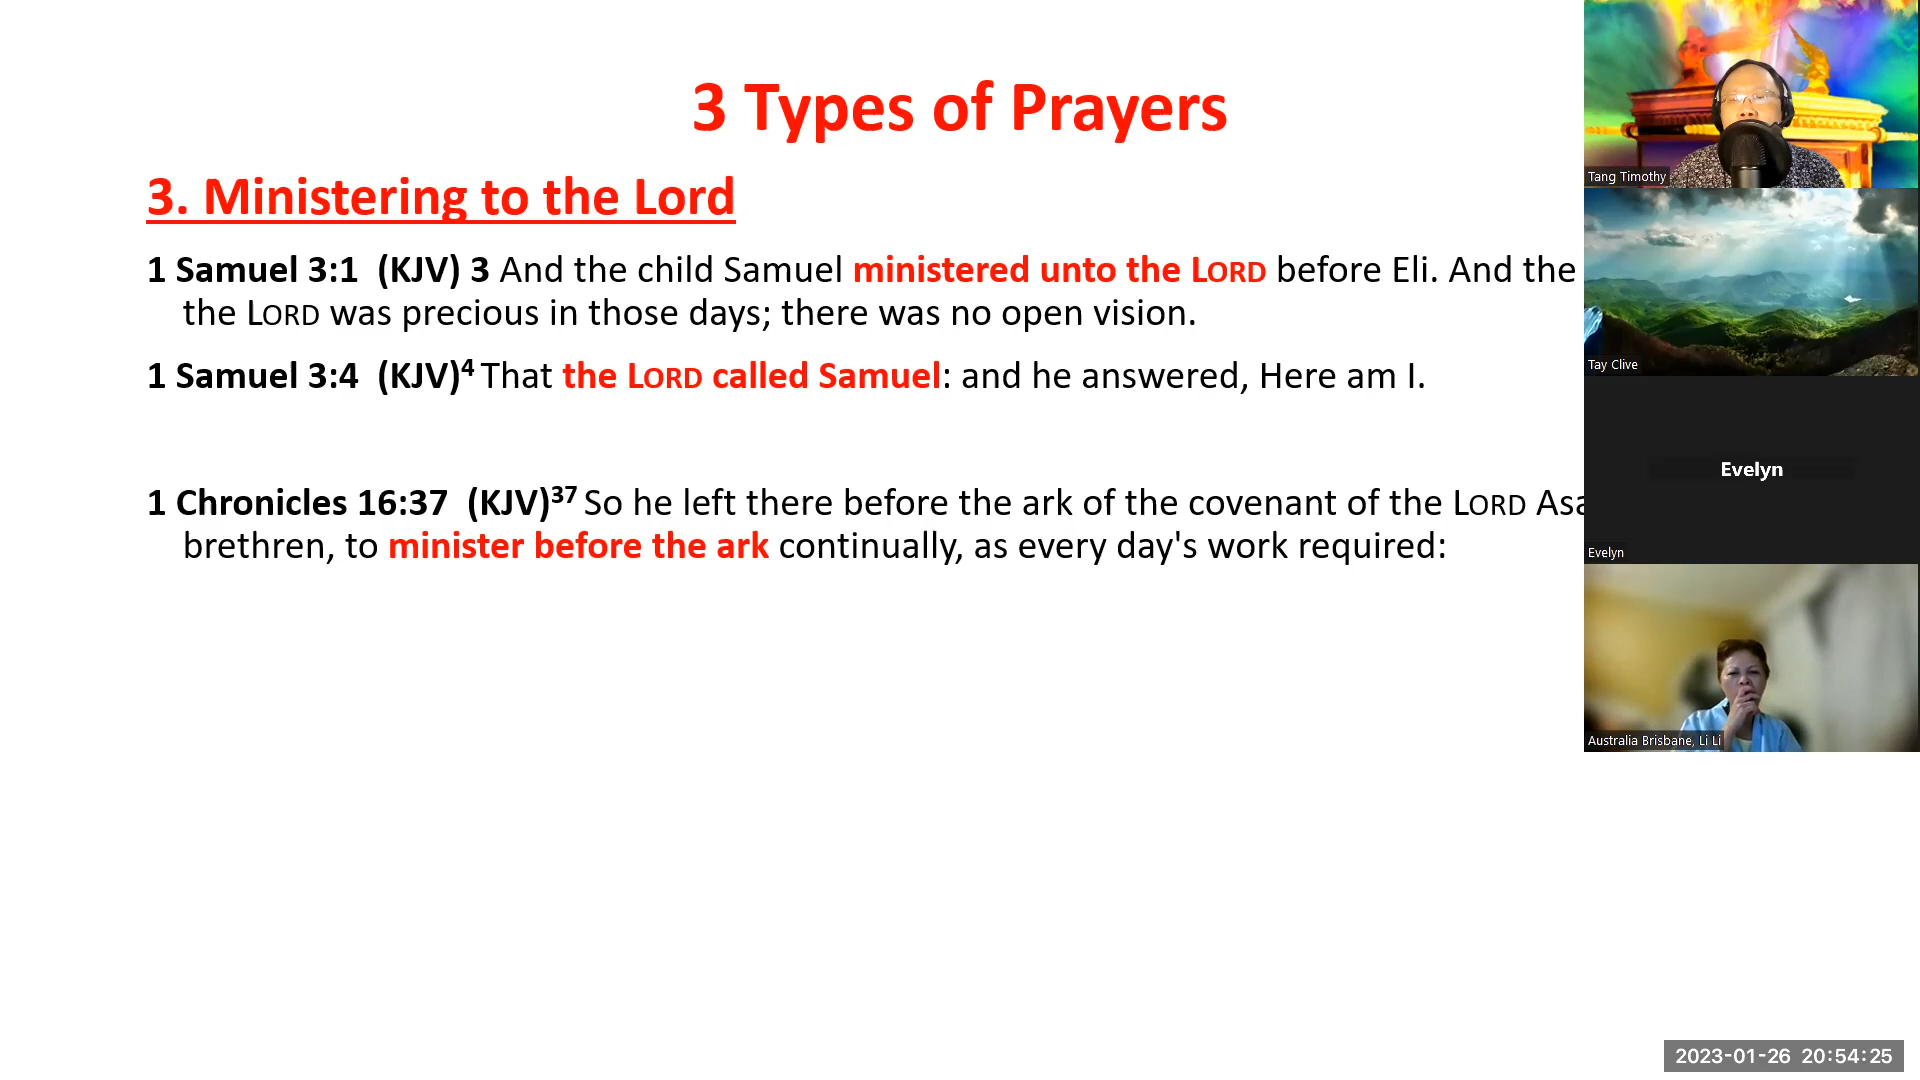 3 Types of Prayers
3. Ministering to the Lord
1 Samuel 3:1 (KJV) 3 And the child Samuel ministered unto the LORD before Eli. And the
the LORD was precious in those days; there was no open vision.
1 Samuel 3:4 (KJV)4 That the LORD called Samuel: and he answered, Here am I.
1 Chronicles 16:37 (KJV)37 So he left there before the ark of the covenant of the LORD
brethren, to minister before the ark continually, as every day's work required:
Tang Timothy
Tay Clive
Evelyn
Evelyn
Australia Brisbane, Li Li
2023-01-26 20:54:25